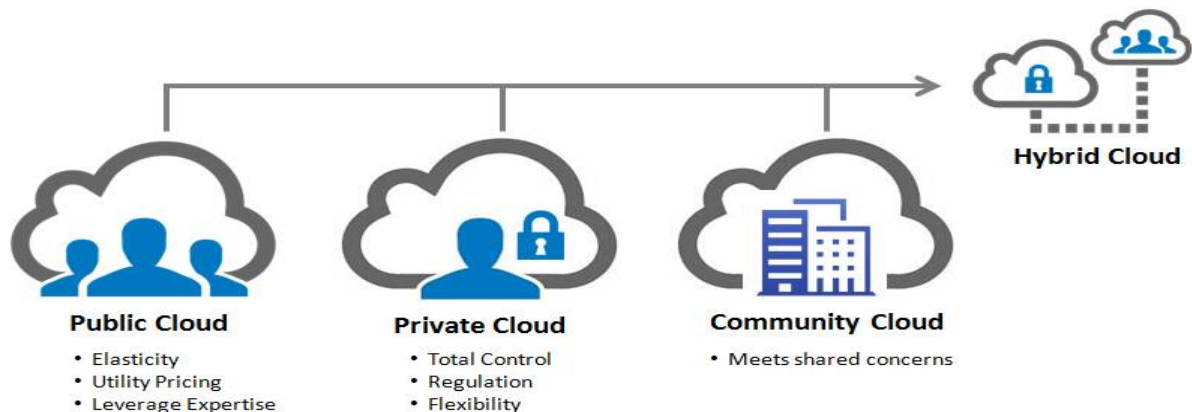 Hybrid Cloud
Public Cloud
• Elasticity
• Utility Pricing
• Leverage Expertise
Private Cloud
• Total Control
• Regulation
• Flexibility
Community Cloud
• Meets shared concerns